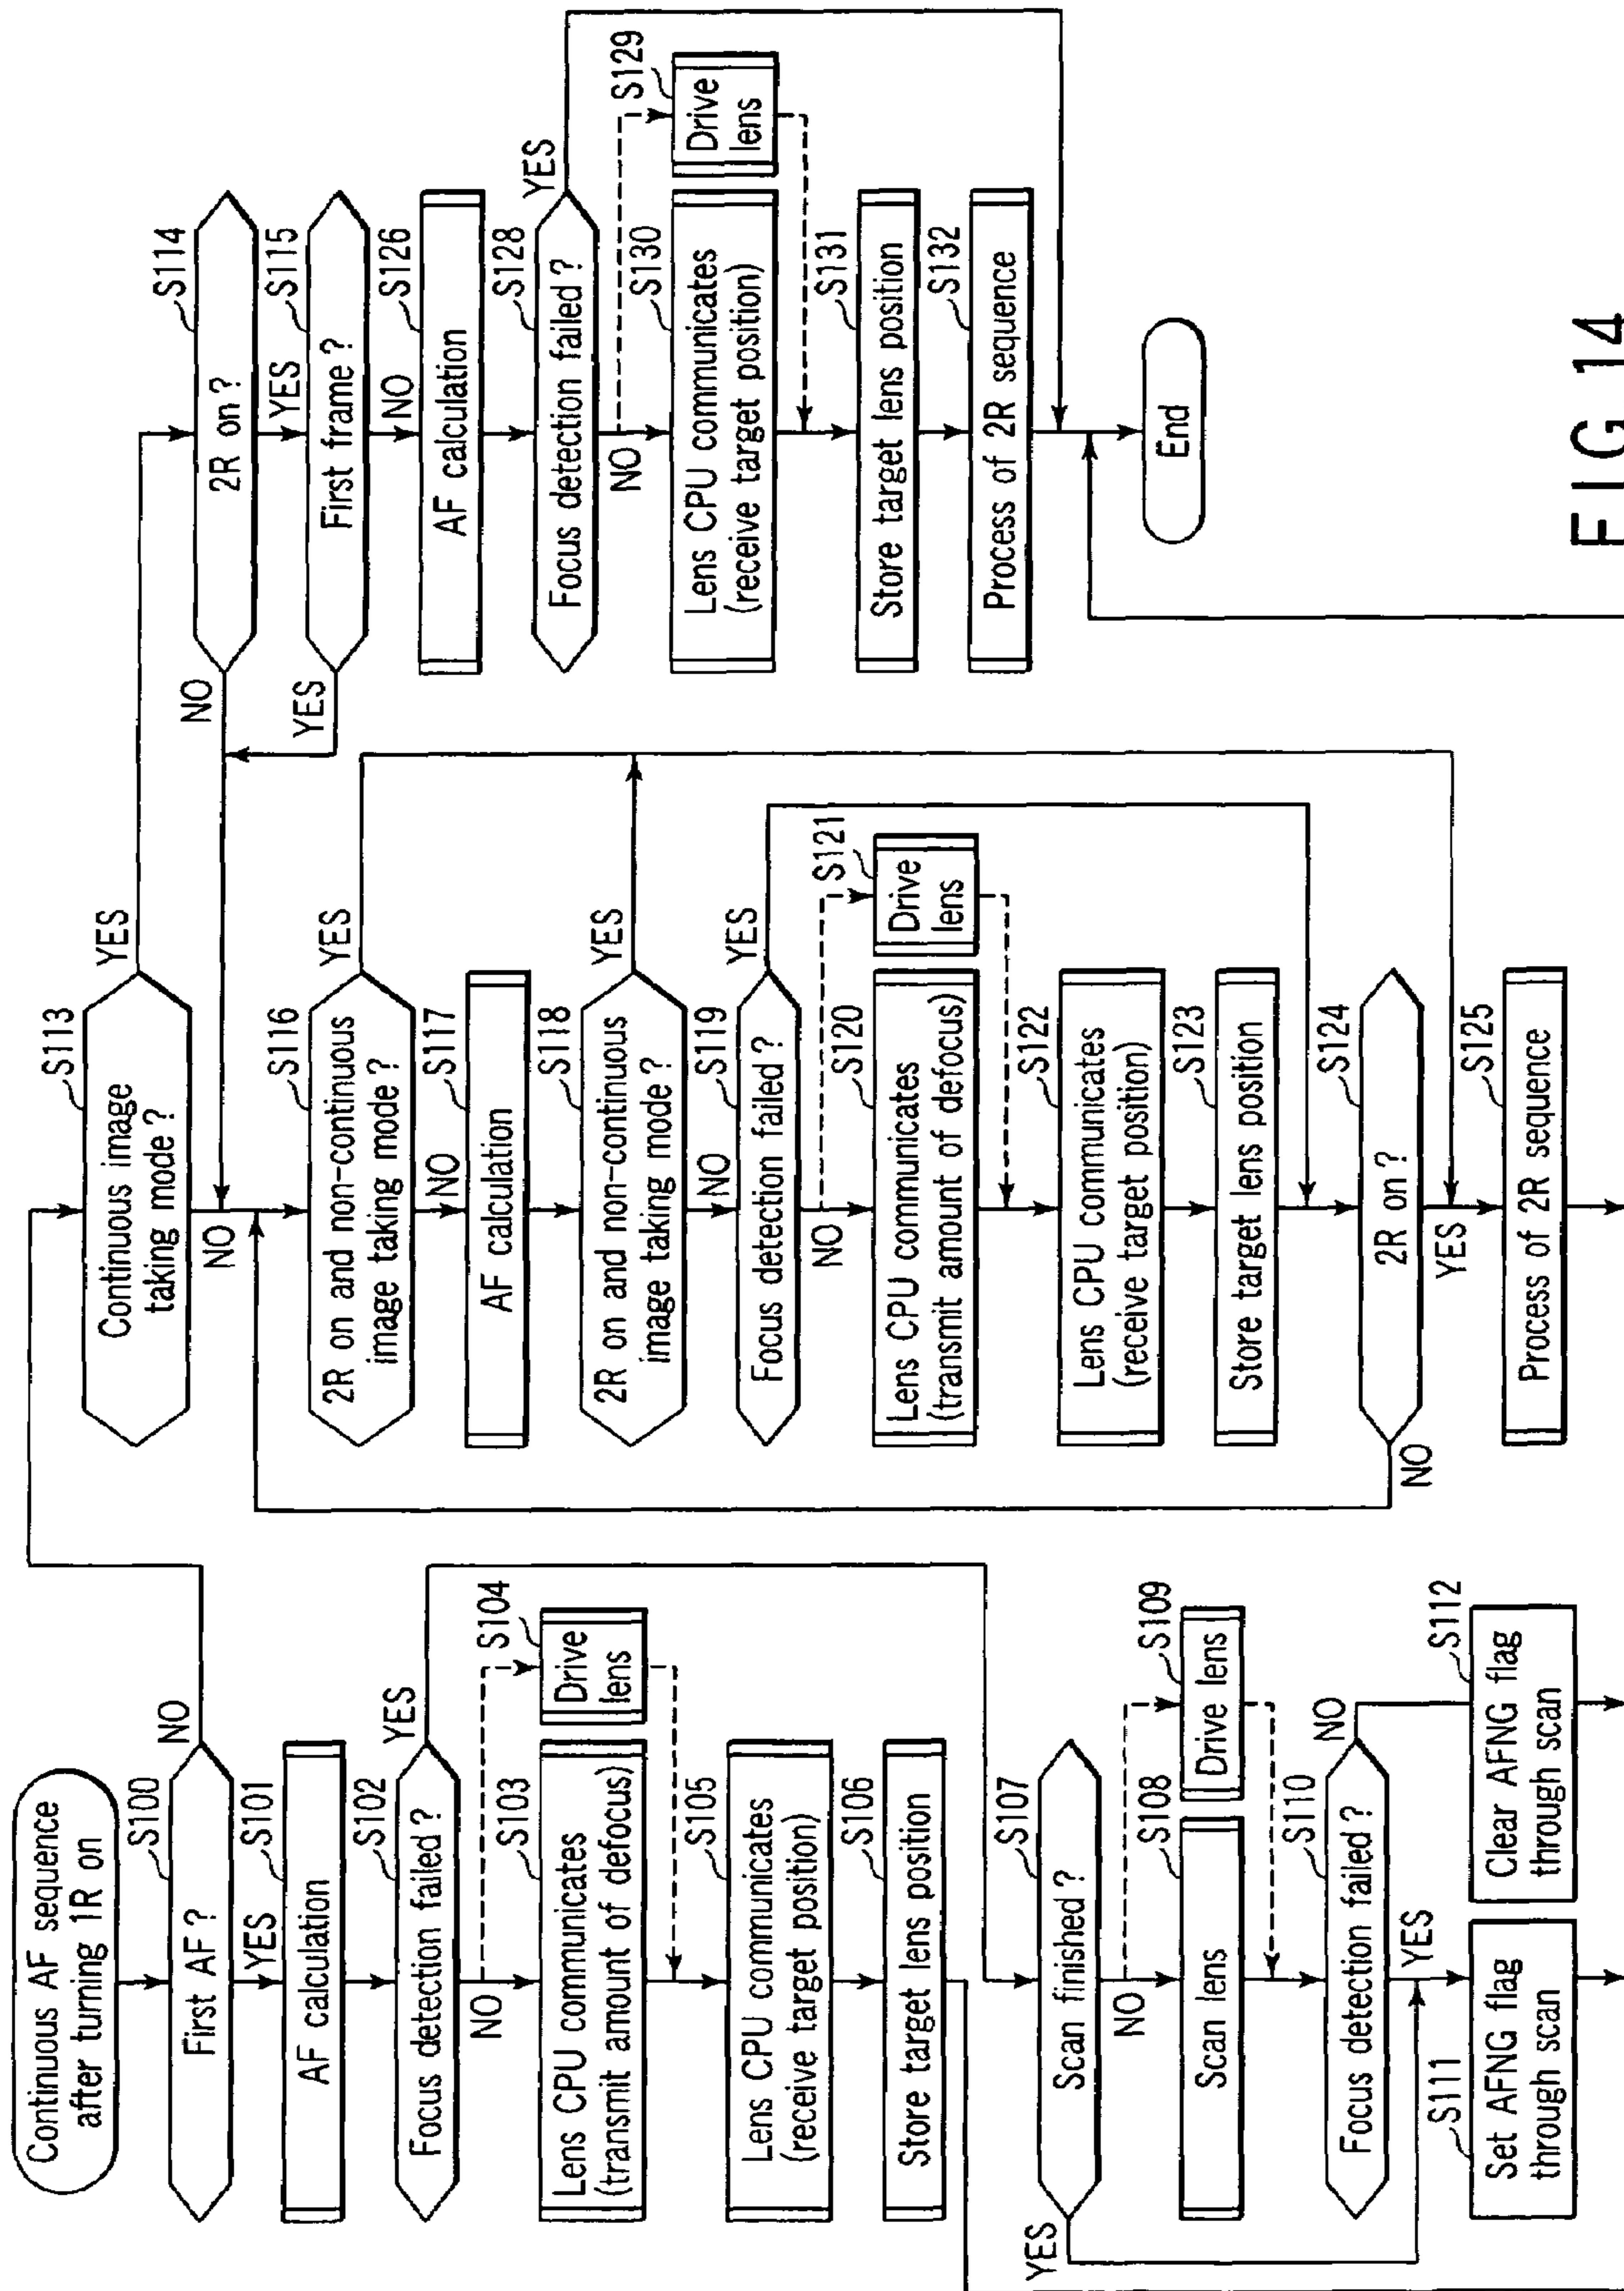 Continuous AF sequence
after turning 1R on
S100
First AF ?
NO
YES
S101
AF calculation
S102
Focus detection failed ?
YES
NO
S103
Lens CPU communicates
(transmit amount of defocus)
S104
Drive
lens
S105
Lens CPU communicates
(receive target position)
S106
Store target lens position
S107
Scan finished ?
YES
NO
S108
Scan lens
S109
Drive lens
S110
Focus detection failed ?
NO
YES
S111
Set AFNG flag
through scan
S112
Clear AFNG flag
through scan
S113
Continuous image
taking mode ?
YES
NO
S116
2R on and non-continuous
image taking mode ?
YES
NO
S117
AF calculation
S118
2R on and non-continuous
image taking mode ?
YES
NO
S119
Focus detection failed ?
YES
NO
S120
Lens CPU communicates
(transmit amount of defocus)
S121
Drive
lens
S122
Lens CPU communicates
(receive target position)
S123
Store target lens position
S124
2R on ?
NO
YES
S125
Process of 2R sequence
S114
2R on ?
NO
YES
S115
First frame ?
YES
NO
S126
AF calculation
S128
Focus detection failed ?
YES
NO
S129
Drive
lens
S130
Lens CPU communicates
(receive target position)
S131
Store target lens position
S132
Process of 2R sequence
End
FIG. 14